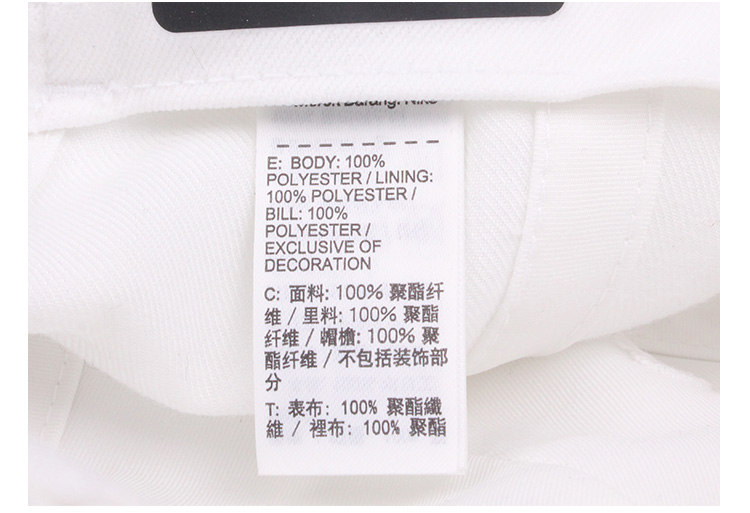 E: BODY: 100%
POLYESTER / LINING:
100% POLYESTER /
BILL: 100%
POLYESTER /
EXCLUSIVE OF
DECORATION
C: 面料: 100% 聚酯纤
维 / 里料: 100% 聚酯
纤维 / 帽檐: 100% 聚
酯纤维 / 不包括装饰部
分
T: 表布: 100% 聚酯纖
維 / 裡布: 100% 聚酯